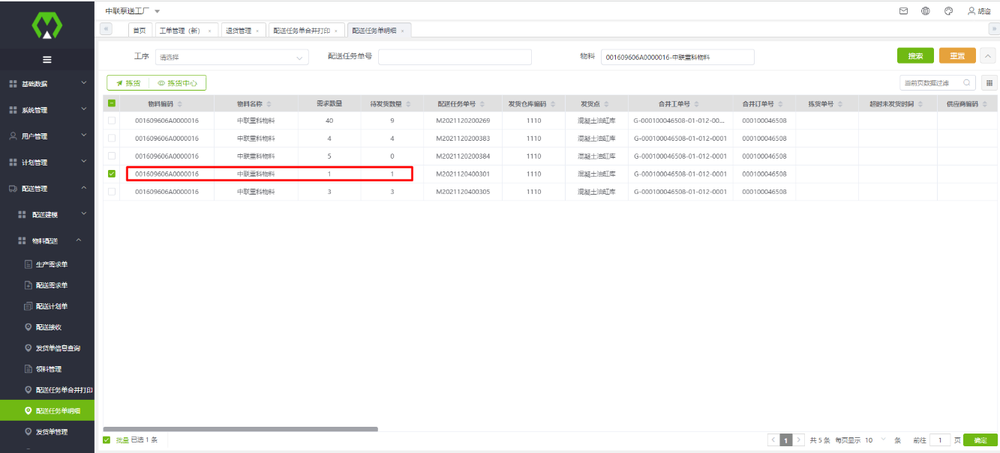 中联泵送工厂
胡迎
首页 工单管理（新） × 退货管理 × 配送任务单合并打印 × 配送任务单明细 ×
工序 请选择 配送任务单号 物料 001609606A0000016-中联重科物料 搜索 重置
拣货 拣货中心 当前页数据过滤
物料编码 物料名称 需求数量 待发货数量 配送任务单号 发货仓库编码 发货点 合并工单号 合并订单号 拣货单号 超时未发货时间 供应商编码
001609606A0000016 中联重科物料 40 9 M2021120200269 1110 混凝土油缸库 G-000100046508-01-012-00... 000100046508
001609606A0000016 中联重科物料 4 4 M2021120200383 1110 混凝土油缸库 G-000100046508-01-012-0001 000100046508
001609606A0000016 中联重科物料 5 0 M2021120200384 1110 混凝土油缸库 G-000100046508-01-012-0001 000100046508
001609606A0000016 中联重科物料 1 1 M2021120400301 1110 混凝土油缸库 G-000100046508-01-012-0001 000100046508
001609606A0000016 中联重科物料 3 3 M2021120400305 1110 混凝土油缸库 G-000100046508-01-012-0001 000100046508
基础数据
系统管理
用户管理
计划管理
配送管理
配送建模
物料配送
生产需求单
配送需求单
配送计划单
配送接收
发货单信息查询
领料管理
配送任务单合并打印
配送任务单明细
发货单管理
批量 已选 1 条
1 共 5 条 每页显示 10 条 前往 1 页 确定